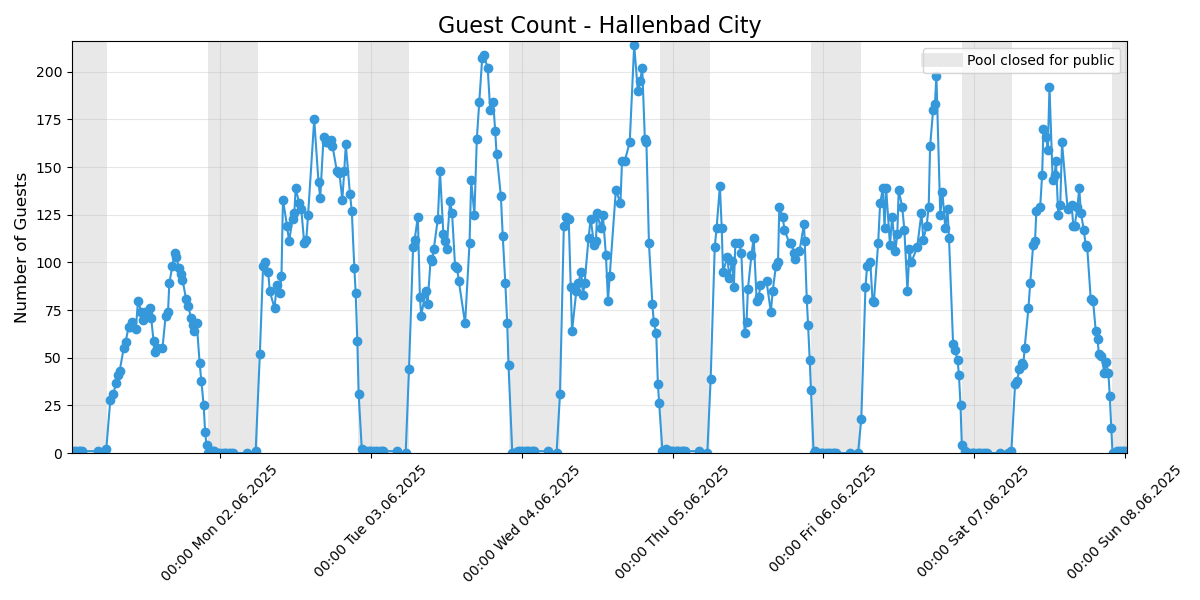 Guest Count - Hallenbad City
Pool closed for public
Number of Guests
200
175
150
125
100
75
50
25
0
00:00 Mon 02.06.2025
00:00 Tue 03.06.2025
00:00 Wed 04.06.2025
00:00 Thu 05.06.2025
00:00 Fri 06.06.2025
00:00 Sat 07.06.2025
00:00 Sun 08.06.2025